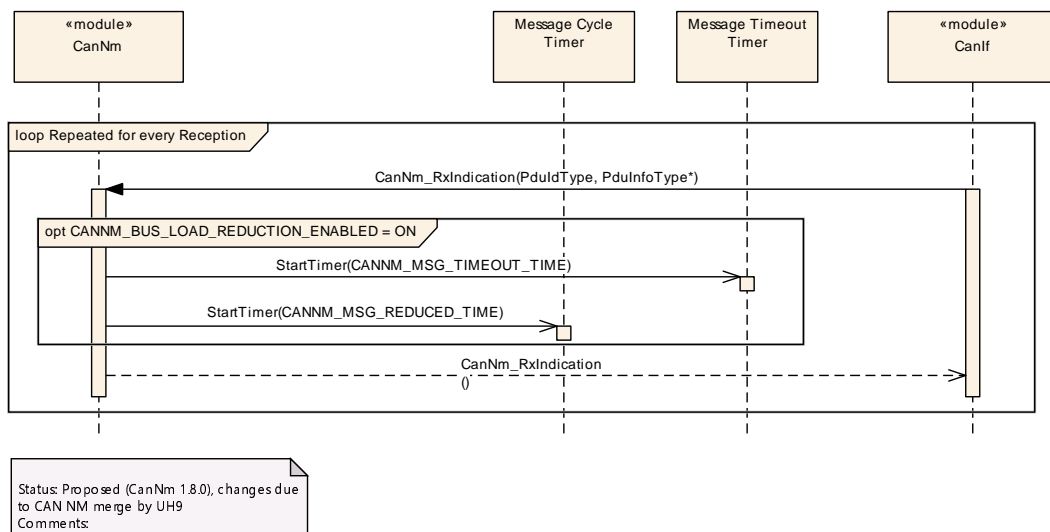 «module»
CanNm
Message Cycle
Timer
Message Timeout
Timer
«module»
CanIf
loop Repeated for every Reception
CanNm_RxIndication(PduIdType, PduInfoType*)
opt CANNM_BUS_LOAD_REDUCTION_ENABLED = ON
StartTimer(CANNM_MSG_TIMEOUT_TIME)
StartTimer(CANNM_MSG_REDUCED_TIME)
CanNm_RxIndication
()
Status: Proposed (CanNm 1.8.0), changes due
to CAN NM merge by UH9
Comments: